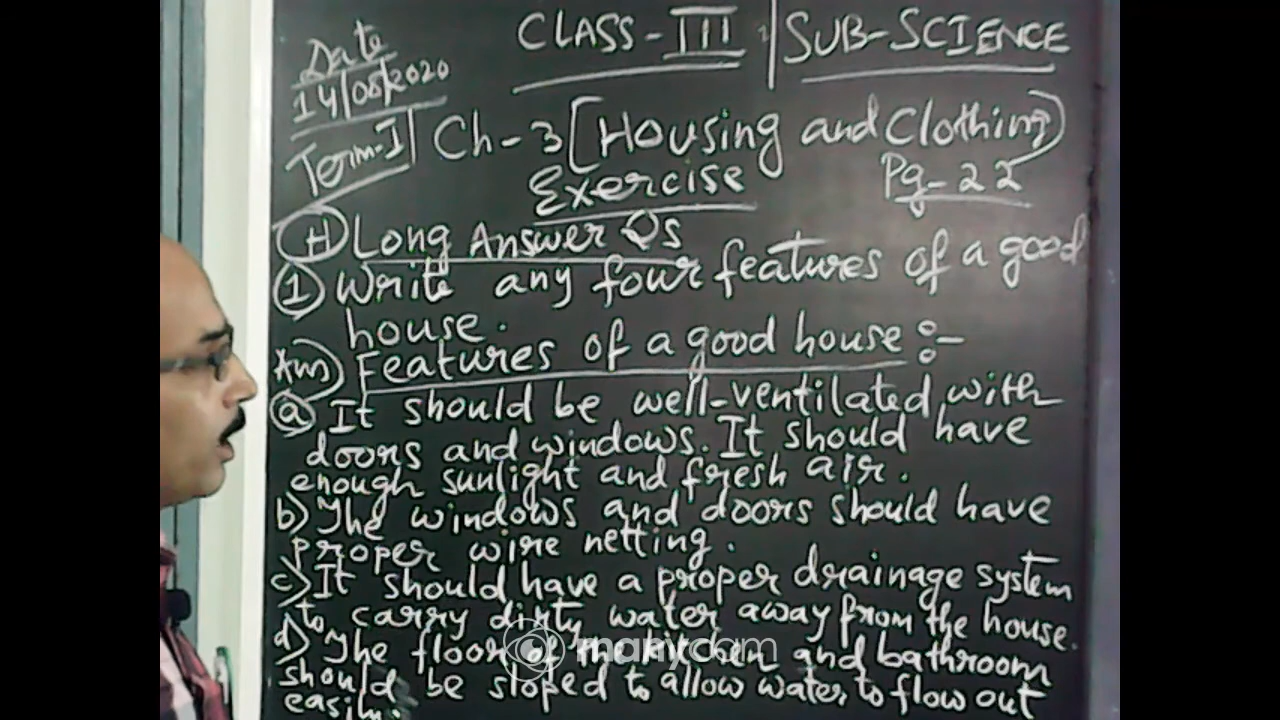 Date
14/05/2020
Term-I
CLASS-III | SUB-SCIENCE
Ch-3 [Housing and Clothing]
Exercise
Pg-22
(H) Long Answer Qs
(1) Write any four features of a good
house.
Ans) Features of a good house :-
(a) It should be well-ventilated with
doors and windows. It should have
enough sunlight and fresh air.
b) The windows and doors should have
proper wire netting.
c) It should have a proper drainage system
to carry dirty water away from the house.
d) The floor of the kitchen and bathroom
should be sloped to allow water to flow out
easily.
manycam